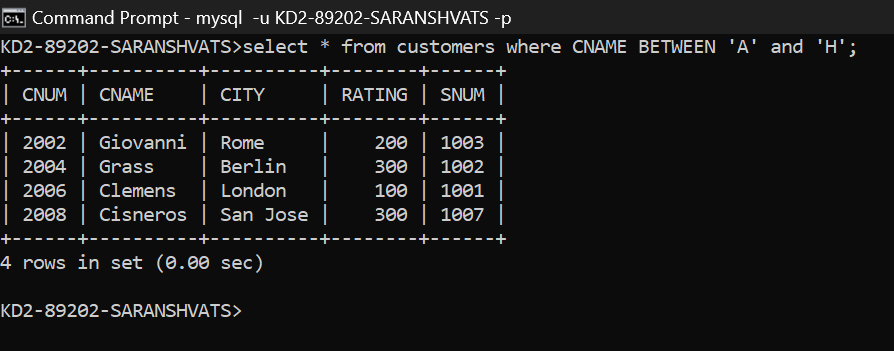 Command Prompt - mysql  -u KD2-89202-SARANSHVATS -p
KD2-89202-SARANSHVATS>select * from customers where CNAME BETWEEN 'A' and 'H';
+------+----------+----------+--------+------+
| CNUM | CNAME    | CITY     | RATING | SNUM |
+------+----------+----------+--------+------+
| 2002 | Giovanni | Rome     |    200 | 1003 |
| 2004 | Grass    | Berlin   |    300 | 1002 |
| 2006 | Clemens  | London   |    100 | 1001 |
| 2008 | Cisneros | San Jose |    300 | 1007 |
+------+----------+----------+--------+------+
4 rows in set (0.00 sec)
KD2-89202-SARANSHVATS>